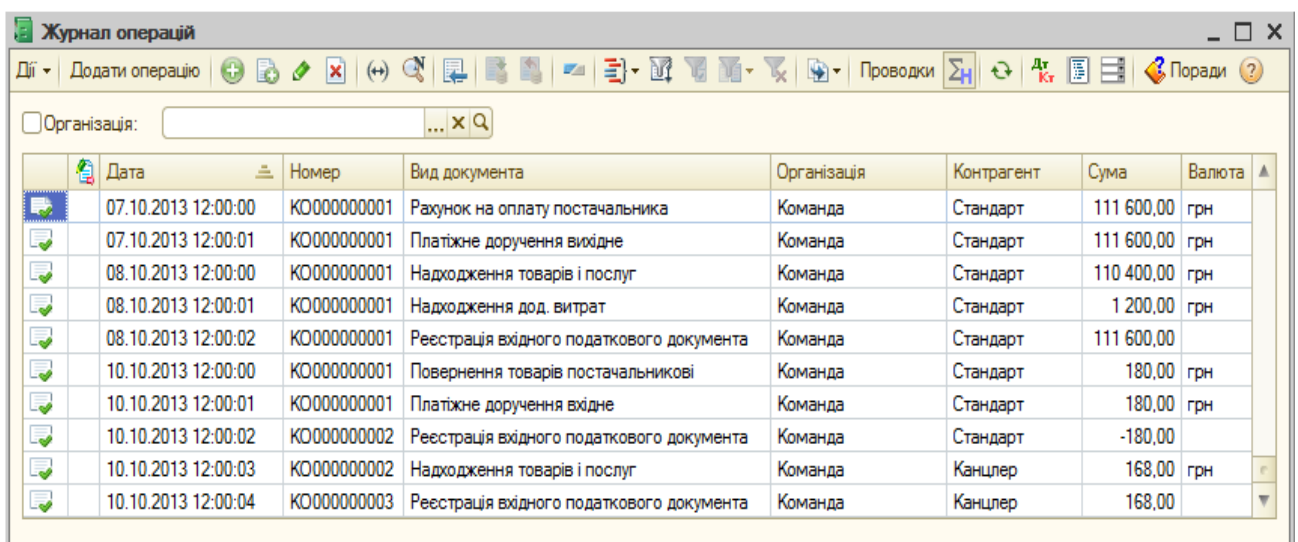 Журнал операцій
Дії Додати операцію Проводки Дт Кт Поради
Організація:
Дата Номер Вид документа Організація Контрагент Сума Валюта
07.10.2013 12:00:00 КО000000001 Рахунок на оплату постачальника Команда Стандарт 111 600,00 грн
07.10.2013 12:00:01 КО000000001 Платіжне доручення вихідне Команда Стандарт 111 600,00 грн
08.10.2013 12:00:00 КО000000001 Надходження товарів і послуг Команда Стандарт 110 400,00 грн
08.10.2013 12:00:01 КО000000001 Надходження дод. витрат Команда Стандарт 1 200,00 грн
08.10.2013 12:00:02 КО000000001 Реєстрація вхідного податкового документа Команда Стандарт 111 600,00
10.10.2013 12:00:00 КО000000001 Повернення товарів постачальникові Команда Стандарт 180,00 грн
10.10.2013 12:00:01 КО000000001 Платіжне доручення вхідне Команда Стандарт 180,00 грн
10.10.2013 12:00:02 КО000000002 Реєстрація вхідного податкового документа Команда Стандарт -180,00
10.10.2013 12:00:03 КО000000002 Надходження товарів і послуг Команда Канцлер 168,00 грн
10.10.2013 12:00:04 КО000000003 Реєстрація вхідного податкового документа Команда Канцлер 168,00